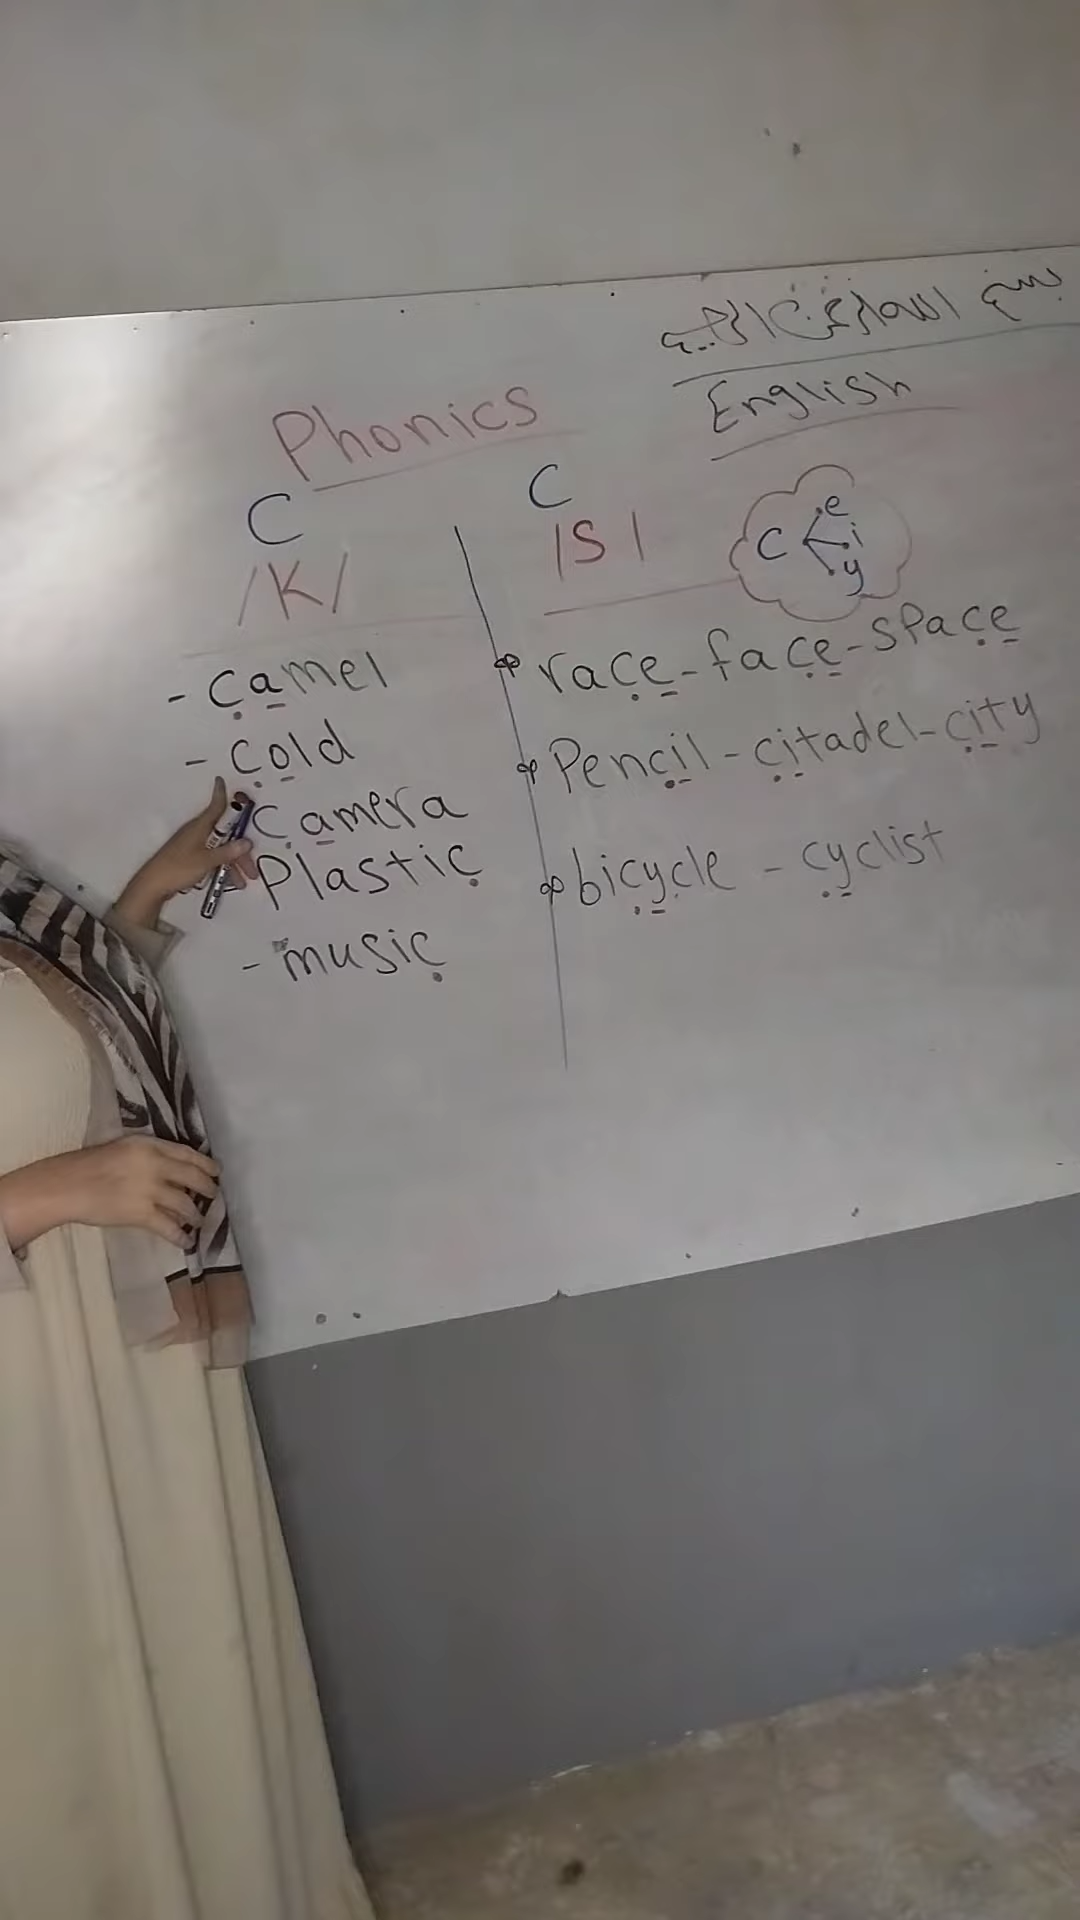 بسم الله الرحمن الرحيم
English
Phonics
C
/K/
- camel
- cold
camera
Plastic
- music
C
/S/
C e i y
race - face - space
Pencil - citadel - city
bicycle - cyclist